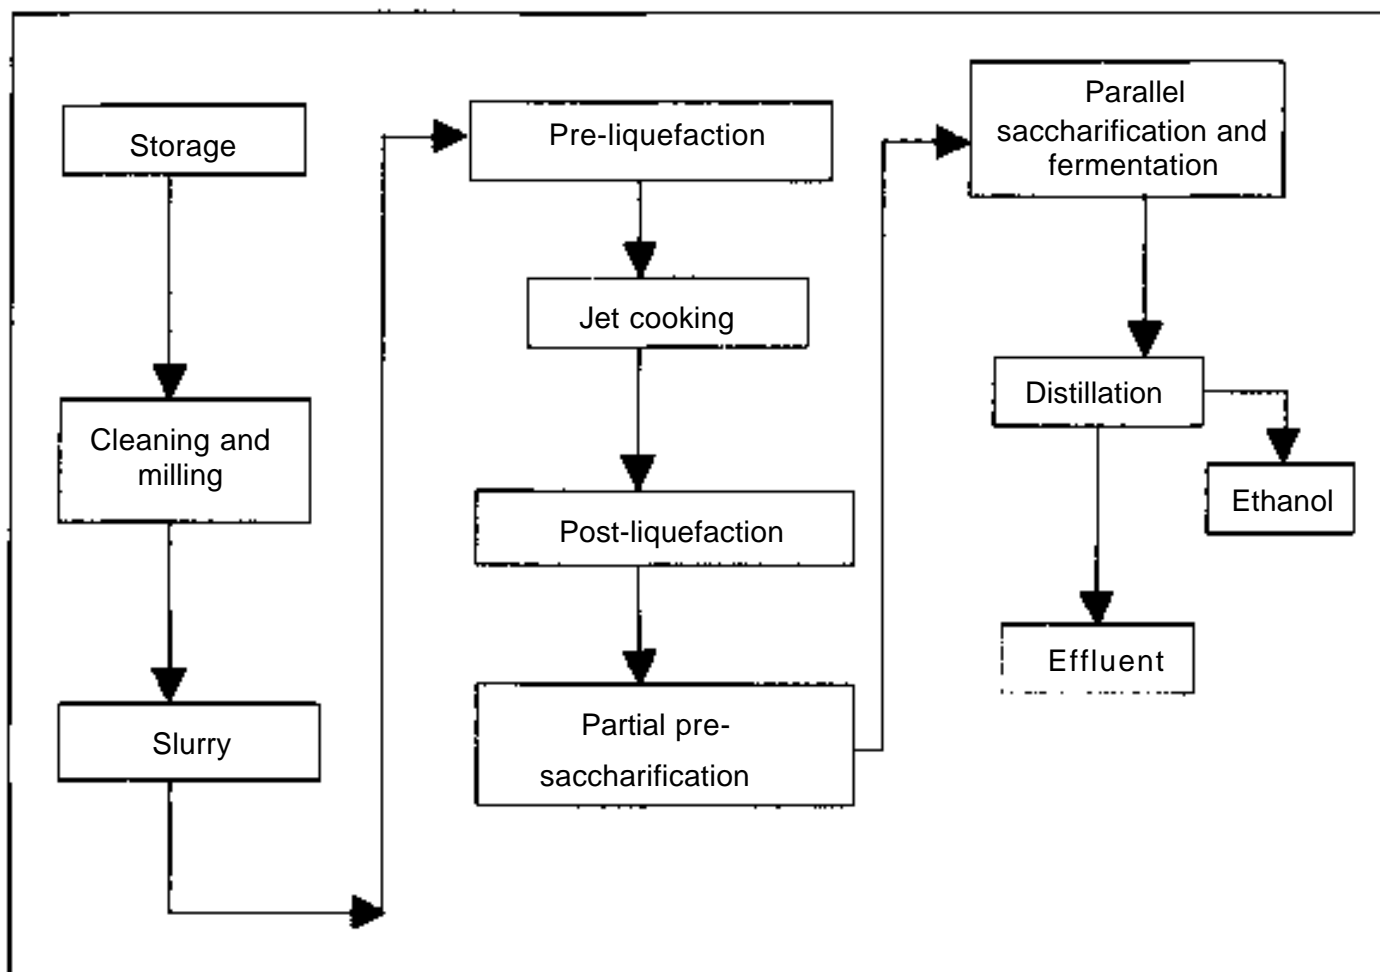 Storage
Cleaning and
milling
Slurry
Pre-liquefaction
Jet cooking
Post-liquefaction
Partial pre-
saccharification
Parallel
saccharification and
fermentation
Distillation
Ethanol
Effluent